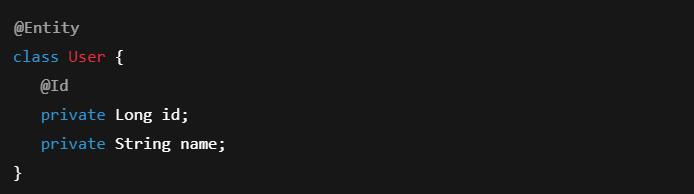 @Entity
class User {
@Id
private Long id;
private String name;
}